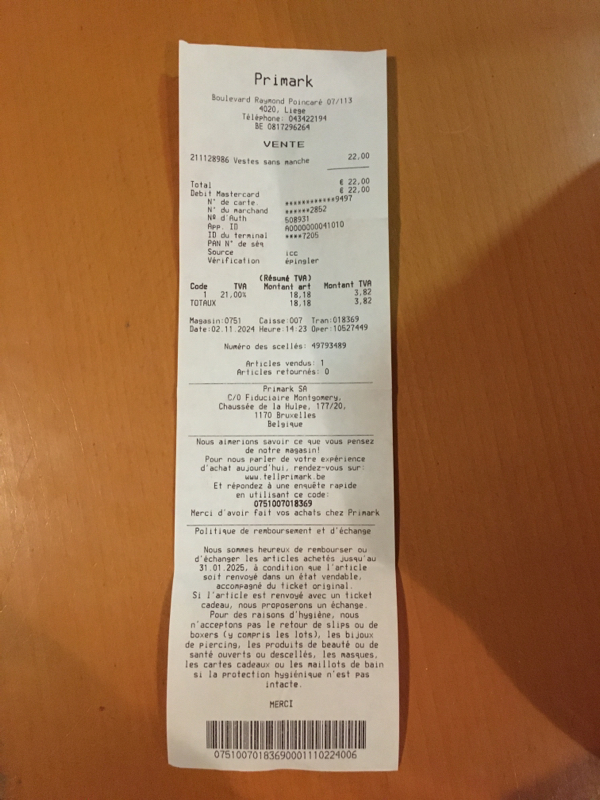 Primark
Boulevard Raymond Poincaré 07/113
4020, Liege
Téléphone: 043422194
BE 0817296264
VENTE
211128986 Vestes sans manche 22,00
Total € 22,00
Debit Mastercard € 22,00
N° de carte ************9497
N° du marchand ******2852
Nº d'Auth 508931
App. ID A0000000041010
ID du terminal ****7205
PAN N° de séq
Source icc
Vérification épingler
(Résumé TVA)
Code TVA Montant art Montant TVA
1 21,00% 18,18 3,82
TOTAUX 18,18 3,82
Magasin:0751 Caisse:007 Tran:018369
Date:02.11.2024 Heure:14:23 Oper:10527449
Numéro des scellés: 49793489
Articles vendus: 1
Articles retournés: 0
Primark SA
C/O Fiduciaire Montgomery,
Chaussée de la Hulpe, 177/20,
1170 Bruxelles
Belgique
Nous aimerions savoir ce que vous pensez
de notre magasin!
Pour nous parler de votre expérience
d'achat aujourd'hui, rendez-vous sur:
www.tellprimark.be
Et répondez à une enquête rapide
en utilisant ce code:
0751007018369
Merci d'avoir fait vos achats chez Primark
Politique de remboursement et d'échange
Nous sommes heureux de rembourser ou
d'échanger les articles achetés jusqu'au
31.01.2025, à condition que l'article
soit renvoyé dans un état vendable,
accompagné du ticket original.
Si l'article est renvoyé avec un ticket
cadeau, nous proposerons un échange.
Pour des raisons d'hygiène, nous
n'acceptons pas le retour de slips ou de
boxers (y compris les lots), les bijoux
de piercing, les produits de beauté ou de
santé ouverts ou descellés, les masques,
les cartes cadeaux ou les maillots de bain
si la protection hygiénique n'est pas
intacte.
MERCI
07510070183690001110224006